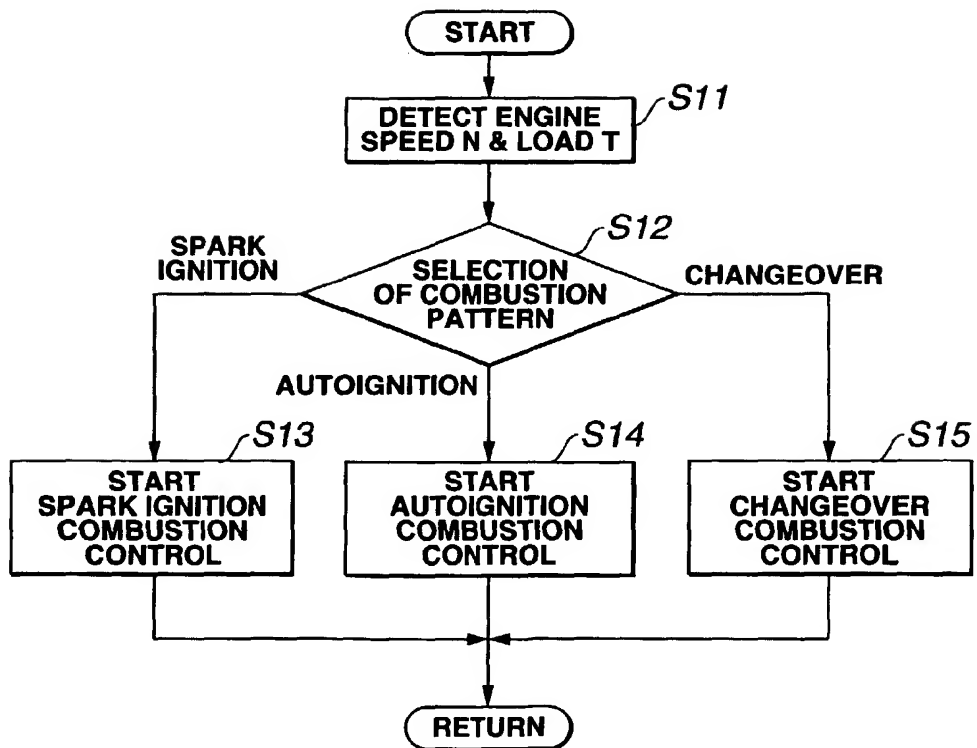 START
S11
DETECT ENGINE
SPEED N & LOAD T
S12
SPARK
IGNITION
SELECTION
OF COMBUSTION
PATTERN
CHANGEOVER
AUTOIGNITION
S13
START
SPARK IGNITION
COMBUSTION
CONTROL
S14
START
AUTOIGNITION
COMBUSTION
CONTROL
S15
START
CHANGEOVER
COMBUSTION
CONTROL
RETURN